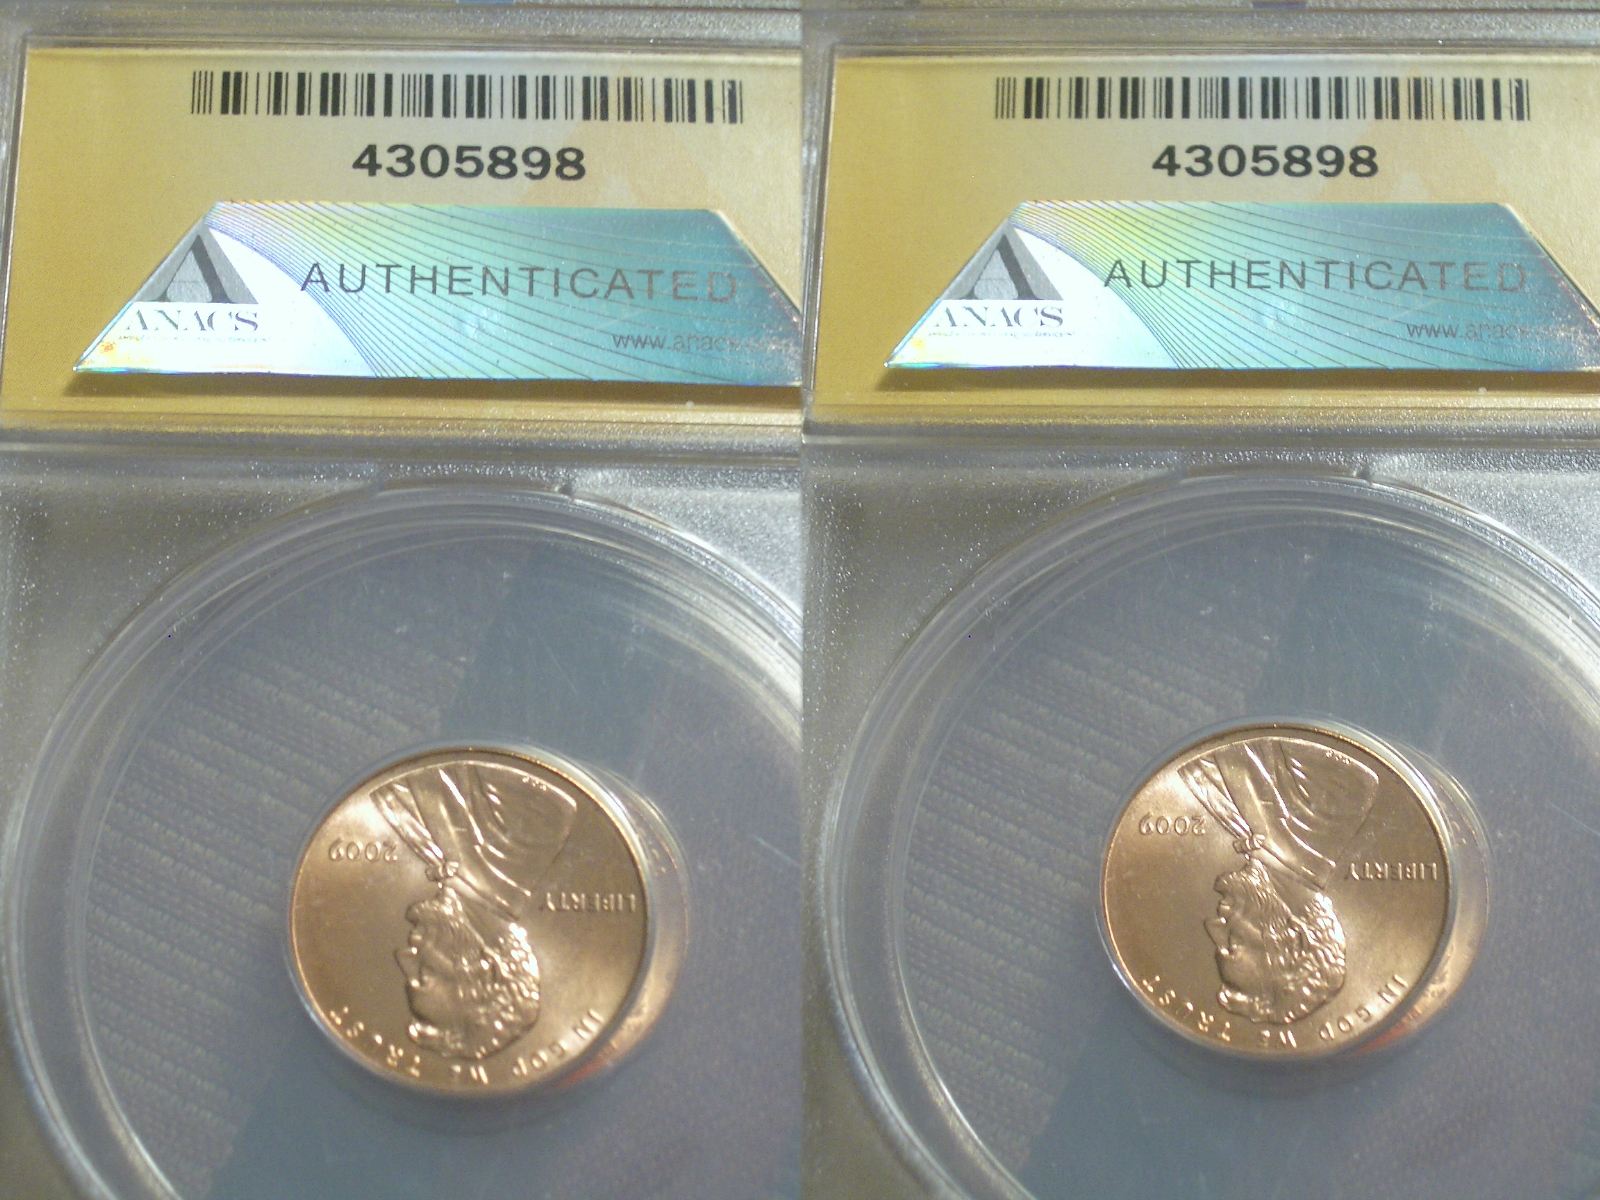 4305898
AUTHENTICATED
ANACS
www.anacs
2009
LIBERTY
IN GOD WE TRUST
4305898
AUTHENTICATED
ANACS
www.anacs
2009
LIBERTY
IN GOD WE TRUST